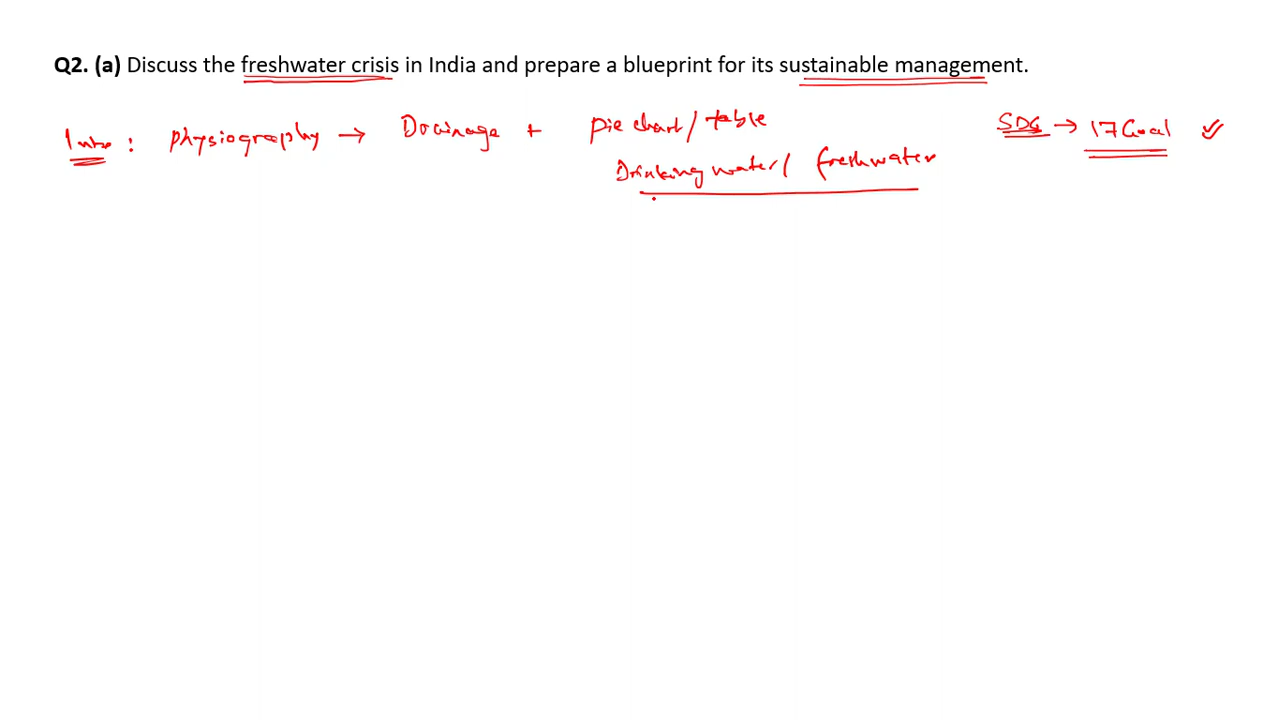 Q2. (a) Discuss the freshwater crisis in India and prepare a blueprint for its sustainable management.
Intro : Physiography → Drainage + Pie chart / table SDG → 17 Goal ✓
Drinking water / freshwater